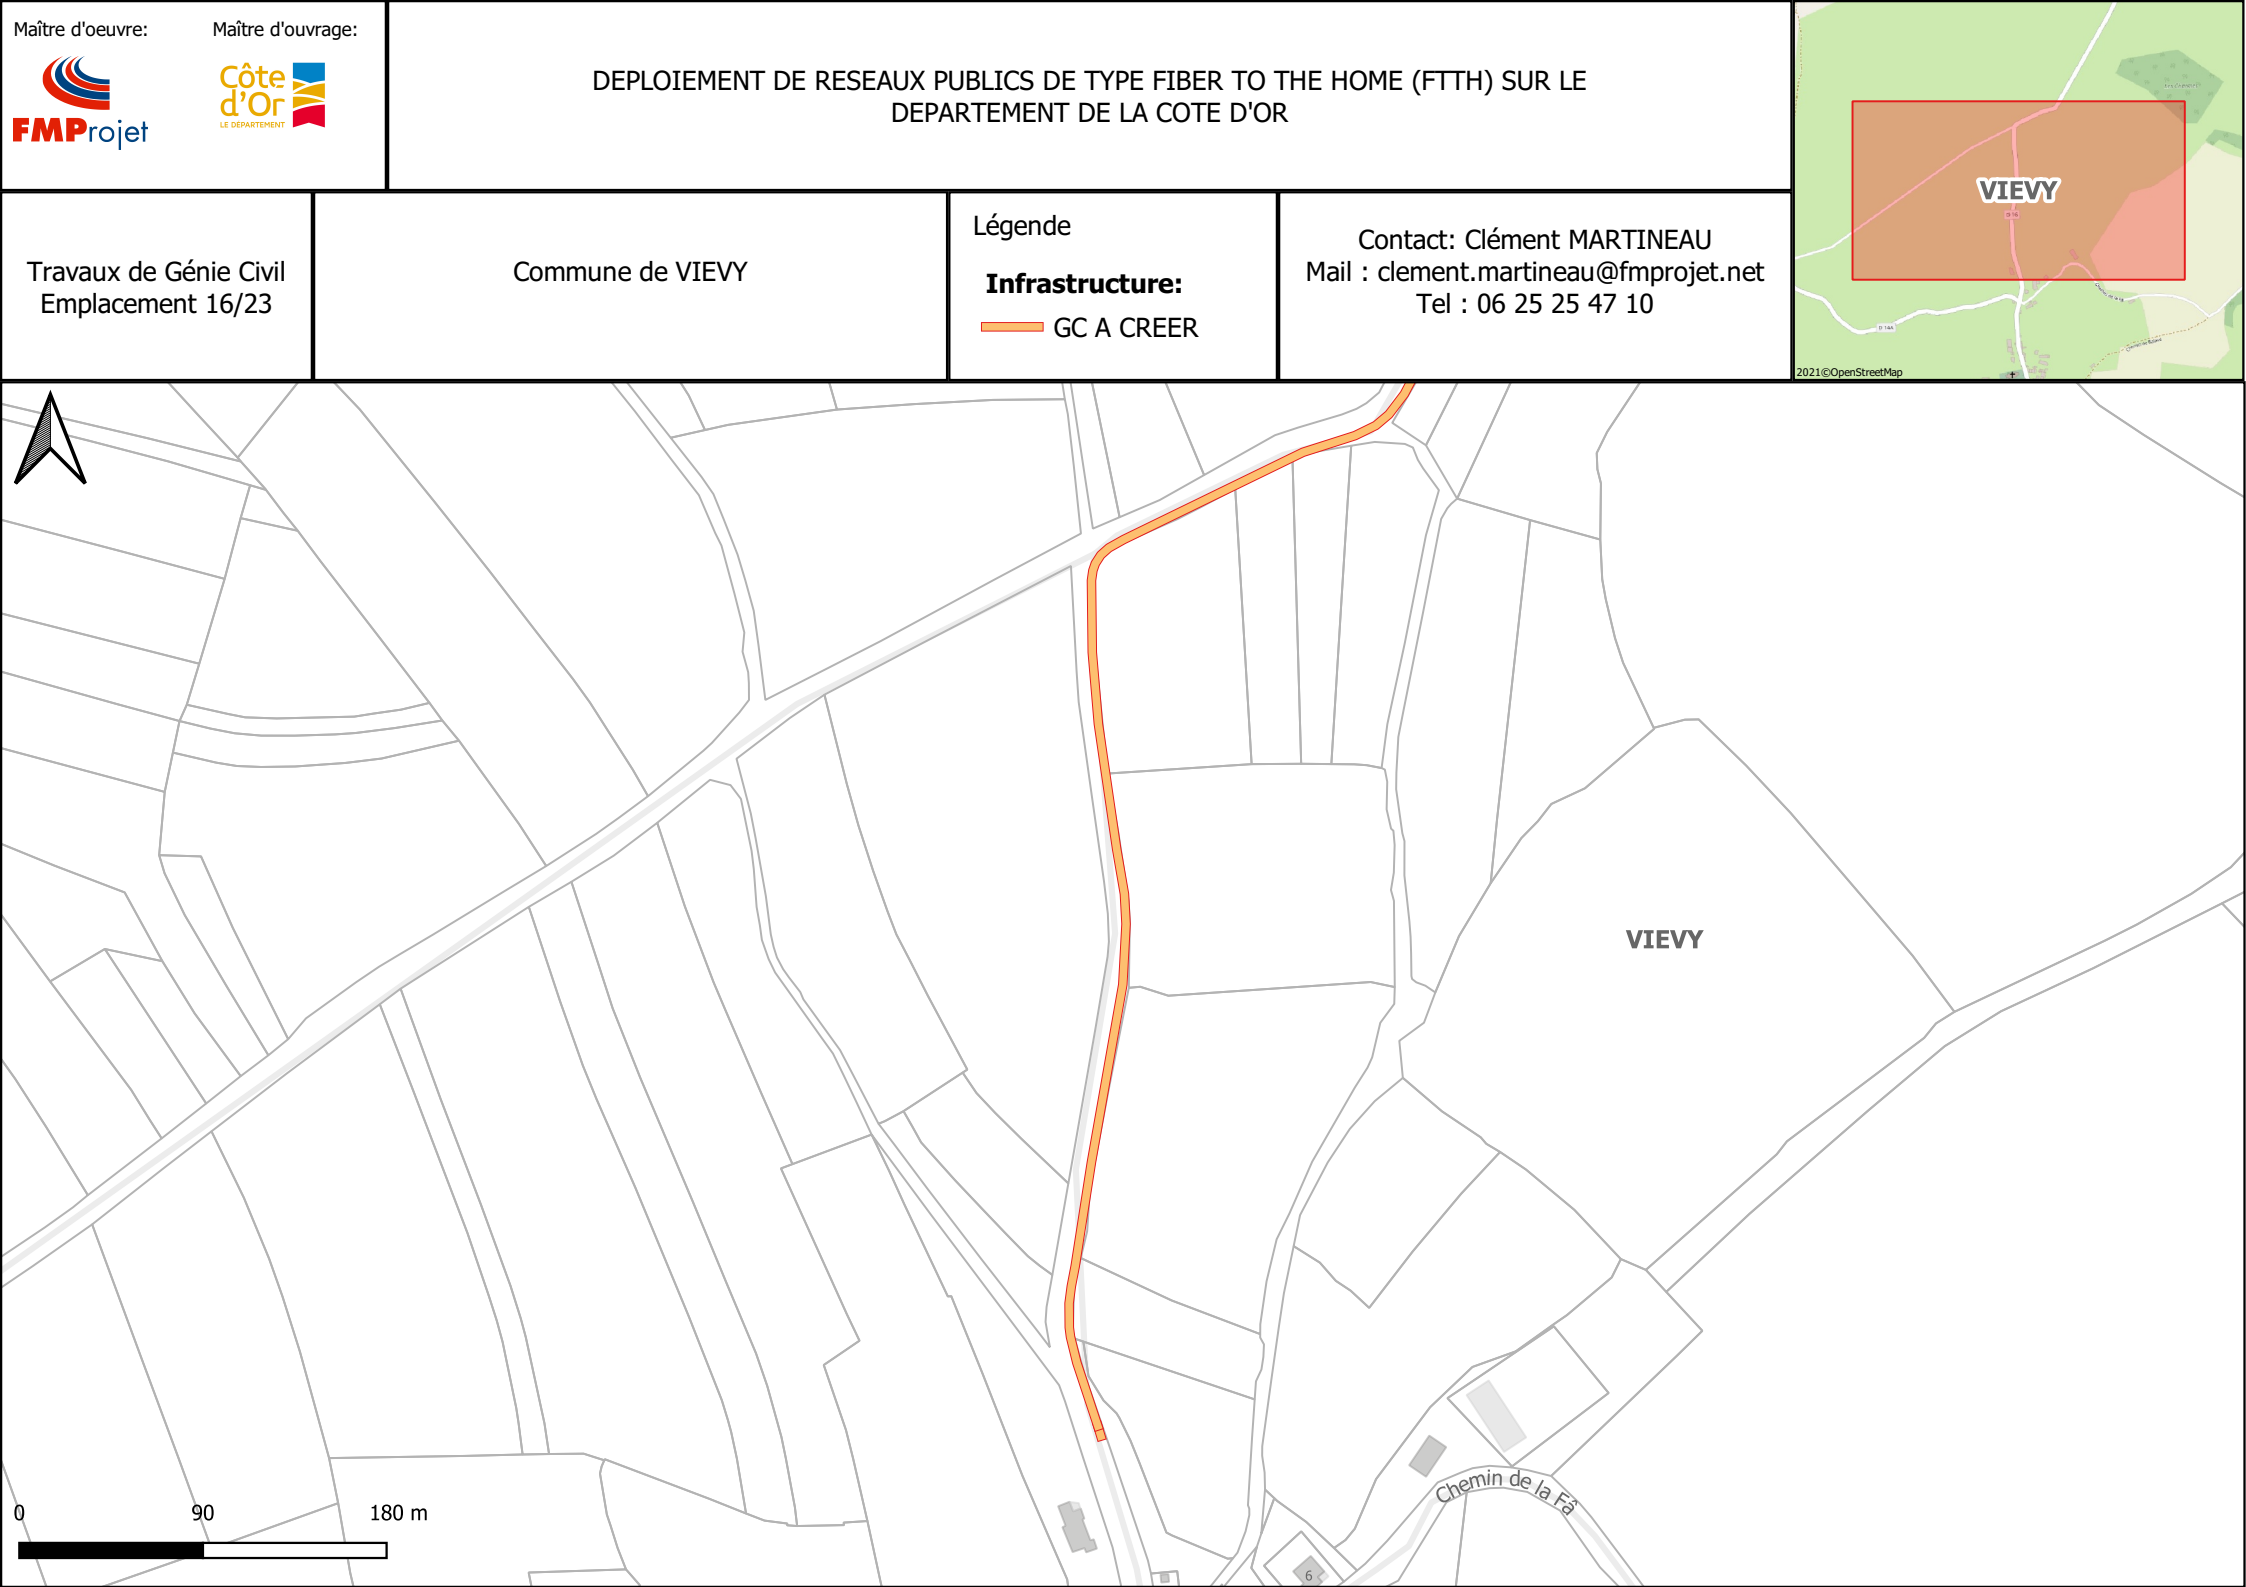 Maître d'oeuvre:
Maître d'ouvrage:
FMProjet
Côte
d'Or
LE DÉPARTEMENT
DEPLOIEMENT DE RESEAUX PUBLICS DE TYPE FIBER TO THE HOME (FTTH) SUR LE
DEPARTEMENT DE LA COTE D'OR
Travaux de Génie Civil
Emplacement 16/23
Commune de VIEVY
Légende
Infrastructure:
GC A CREER
Contact: Clément MARTINEAU
Mail : clement.martineau@fmprojet.net
Tel : 06 25 25 47 10
VIEVY
D 14A
2021©OpenStreetMap
VIEVY
Chemin de la Fâ
6
0 90 180 m